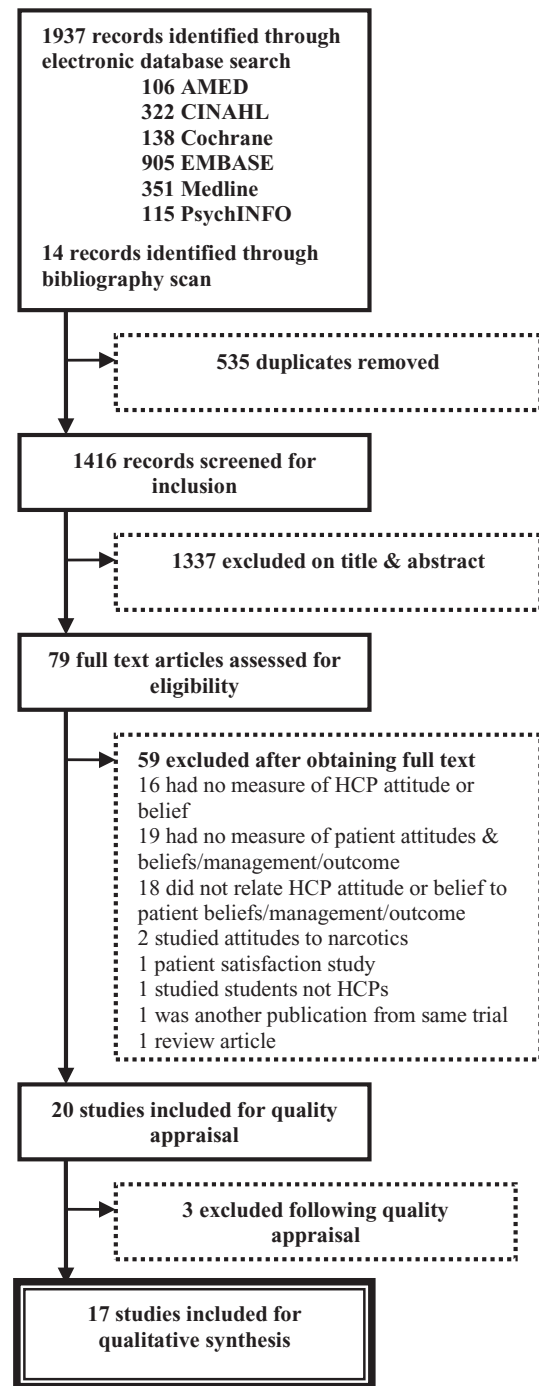 1937 records identified through
electronic database search
106 AMED
322 CINAHL
138 Cochrane
905 EMBASE
351 Medline
115 PsychINFO
14 records identified through
bibliography scan
535 duplicates removed
1416 records screened for
inclusion
1337 excluded on title & abstract
79 full text articles assessed for
eligibility
59 excluded after obtaining full text
16 had no measure of HCP attitude or
belief
19 had no measure of patient attitudes &
beliefs/management/outcome
18 did not relate HCP attitude or belief to
patient beliefs/management/outcome
2 studied attitudes to narcotics
1 patient satisfaction study
1 studied students not HCPs
1 was another publication from same trial
1 review article
20 studies included for quality
appraisal
3 excluded following quality
appraisal
17 studies included for
qualitative synthesis